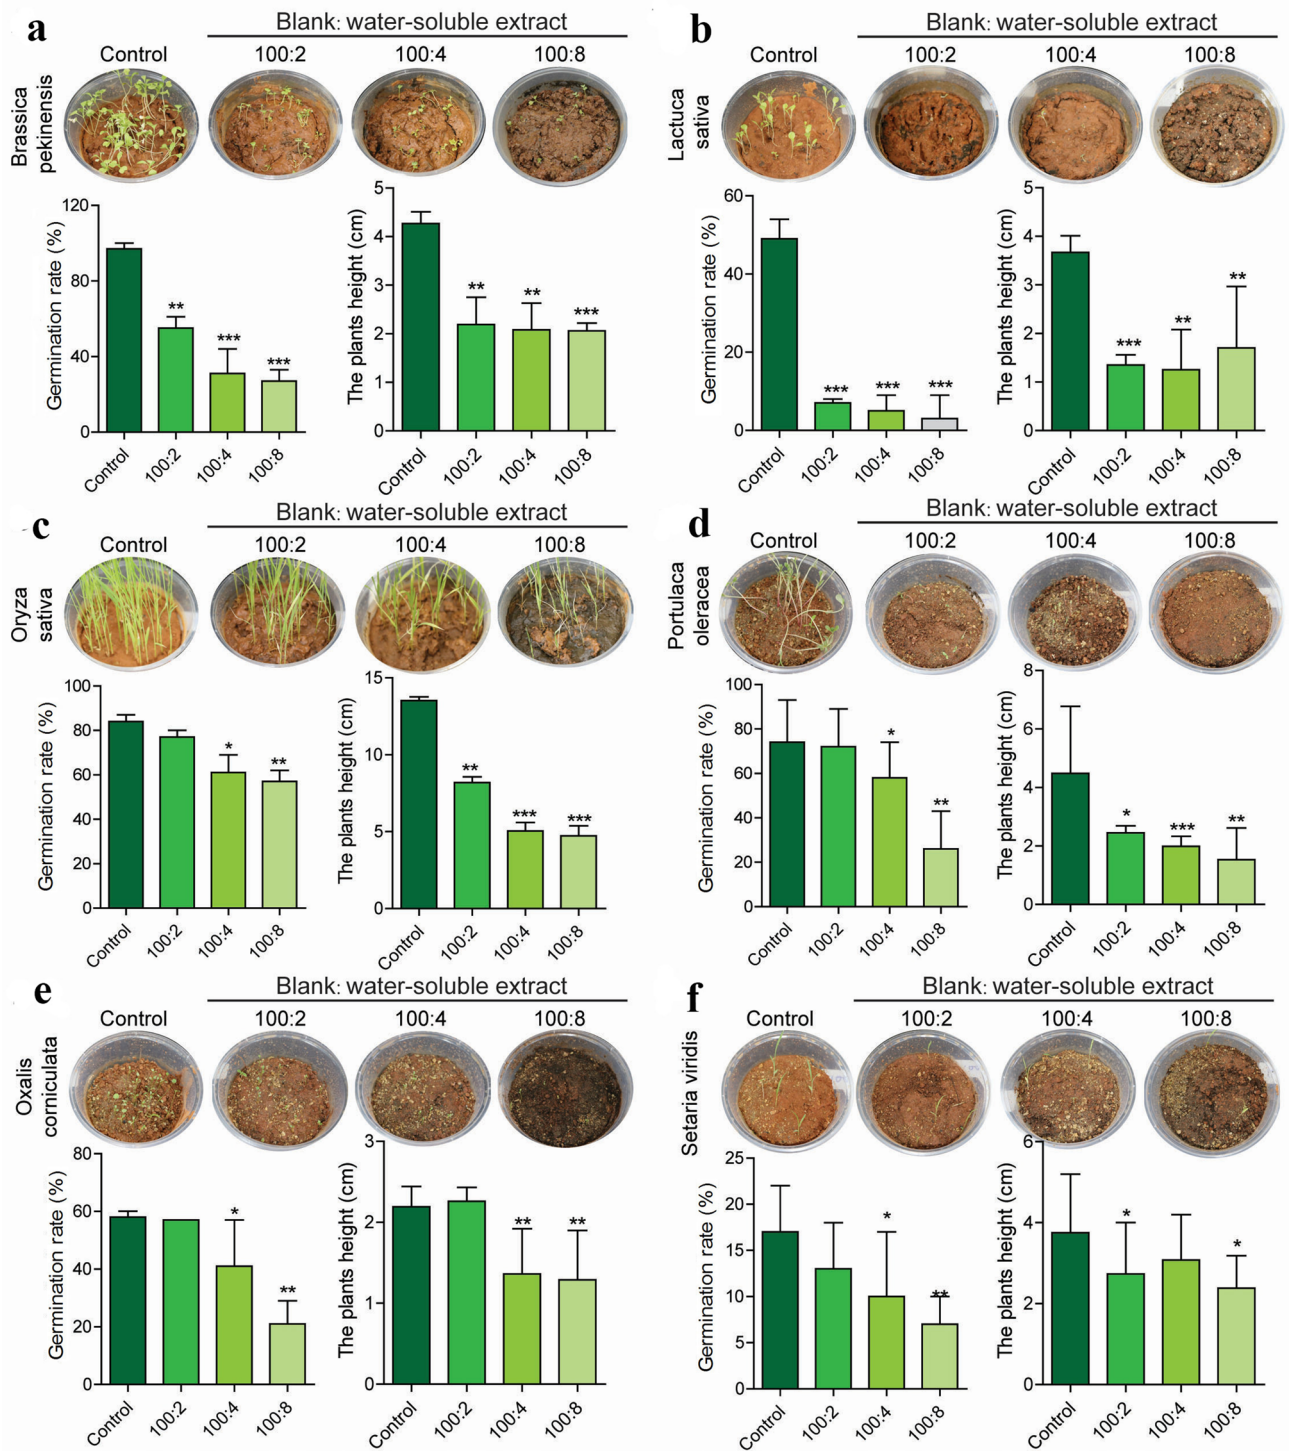 a
Blank: water-soluble extract
Control 100:2 100:4 100:8
Brassica
pekinensis
Germination rate (%)
120
80
40
0
** *** ***
Control 100:2 100:4 100:8
The plants height (cm)
5
4
3
2
1
0
** ** ***
Control 100:2 100:4 100:8
b
Blank: water-soluble extract
Control 100:2 100:4 100:8
Lactuca
sativa
Germination rate (%)
60
40
20
0
*** *** ***
Control 100:2 100:4 100:8
The plants height (cm)
5
4
3
2
1
0
*** ** **
Control 100:2 100:4 100:8
c
Blank: water-soluble extract
Control 100:2 100:4 100:8
Oryza
sativa
Germination rate (%)
100
80
60
40
20
0
* **
Control 100:2 100:4 100:8
The plants height (cm)
15
10
5
0
** *** ***
Control 100:2 100:4 100:8
d
Blank: water-soluble extract
Control 100:2 100:4 100:8
Portulaca
oleracea
Germination rate (%)
100
80
60
40
20
0
* **
Control 100:2 100:4 100:8
The plants height (cm)
8
6
4
2
0
* *** **
Control 100:2 100:4 100:8
e
Blank: water-soluble extract
Control 100:2 100:4 100:8
Oxalis
corniculata
Germination rate (%)
80
60
40
20
0
* **
Control 100:2 100:4 100:8
The plants height (cm)
3
2
1
0
** **
Control 100:2 100:4 100:8
f
Blank: water-soluble extract
Control 100:2 100:4 100:8
Setaria viridis
Germination rate (%)
25
20
15
10
5
0
* **
Control 100:2 100:4 100:8
The plants height (cm)
6
4
2
0
* *
Control 100:2 100:4 100:8